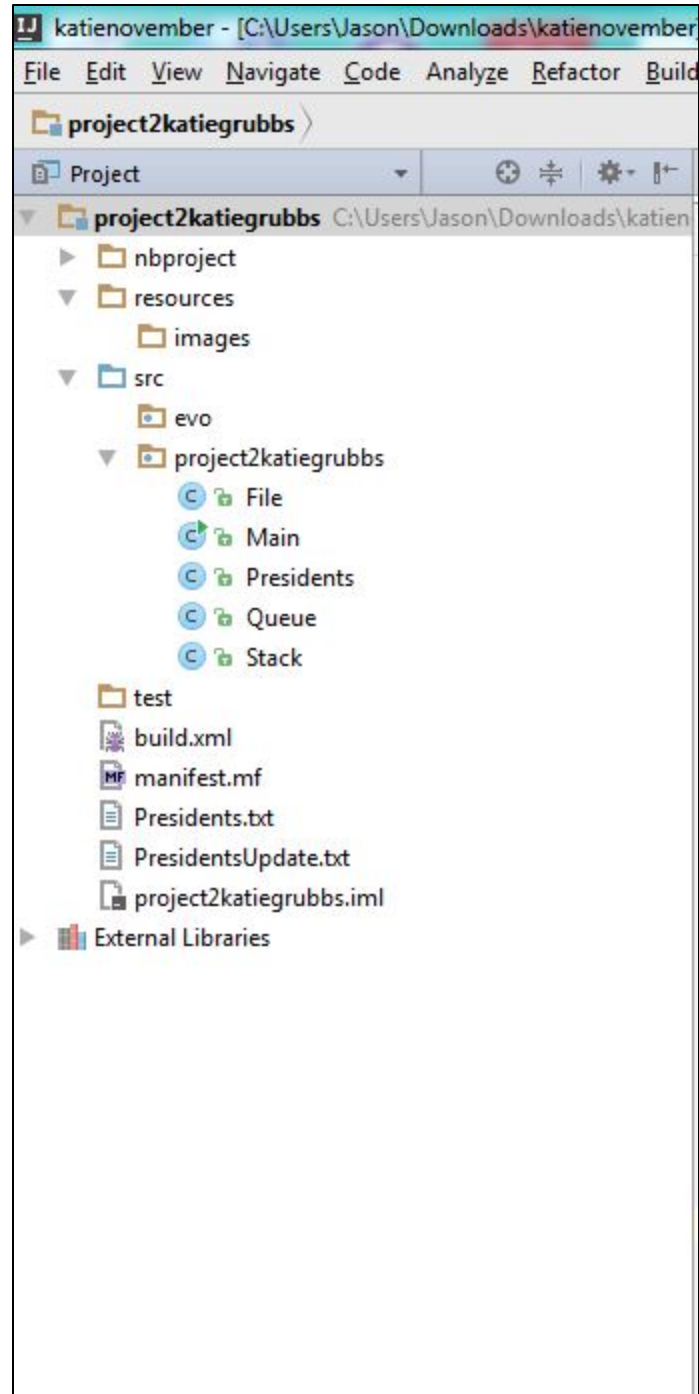 katienovember - [C:\Users\Jason\Downloads\katienovember
File Edit View Navigate Code Analyze Refactor Build
project2katiegrubbs
Project
project2katiegrubbs C:\Users\Jason\Downloads\katien
nbproject
resources
images
src
evo
project2katiegrubbs
C File
C Main
C Presidents
C Queue
C Stack
test
build.xml
MF manifest.mf
Presidents.txt
PresidentsUpdate.txt
project2katiegrubbs.iml
External Libraries